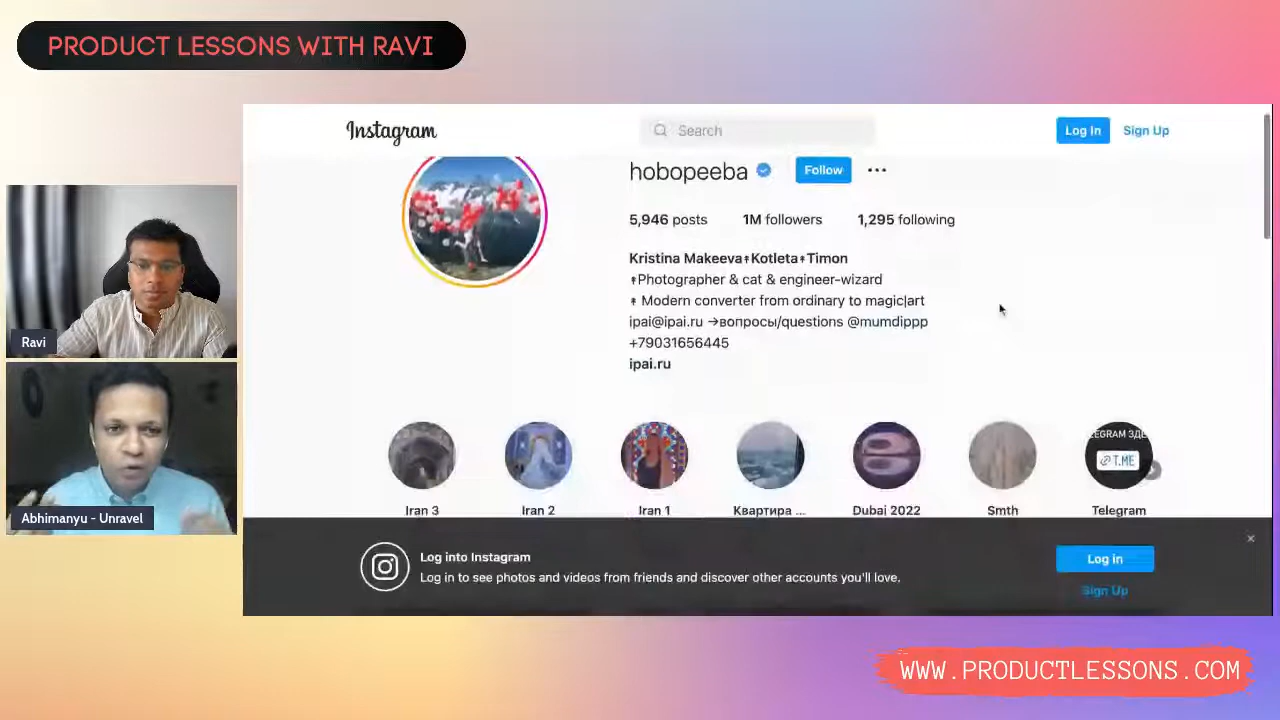 PRODUCT LESSONS WITH RAVI
Instagram
Search
Log In
Sign Up
hobopeeba
Follow
5,946 posts
1M followers
1,295 following
Kristina Makeeva↟Kotleta↟Timon
↟Photographer & cat & engineer-wizard
↟ Modern converter from ordinary to magic|art
ipai@ipai.ru →вопросы/questions @mumdippp
+79031656445
ipai.ru
Ravi
EGRAM ЗДЕ
T.ME
Iran 3
Iran 2
Iran 1
Квартира ...
Dubai 2022
Smth
Telegram
Abhimanyu - Unravel
Log into Instagram
Log in to see photos and videos from friends and discover other accounts you'll love.
Log in
Sign Up
WWW.PRODUCTLESSONS.COM